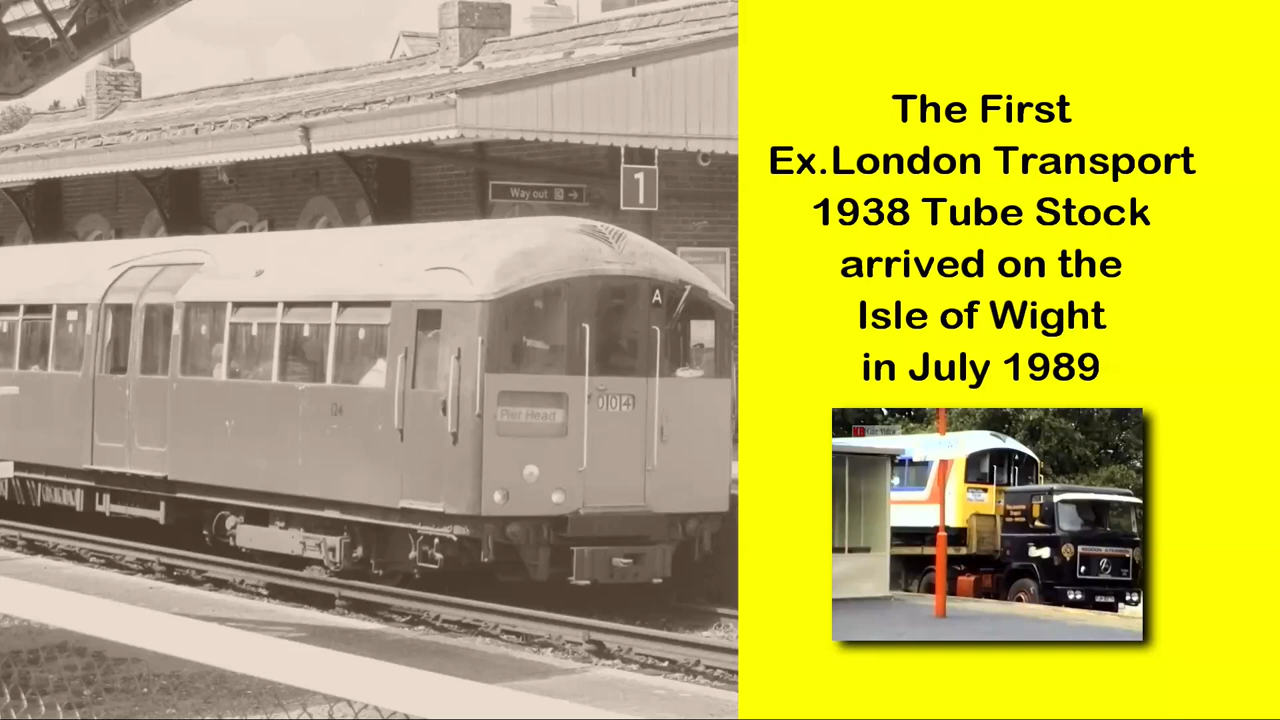 Way out
1
A
004
Pier Head
124
The First
Ex.London Transport
1938 Tube Stock
arrived on the
Isle of Wight
in July 1989